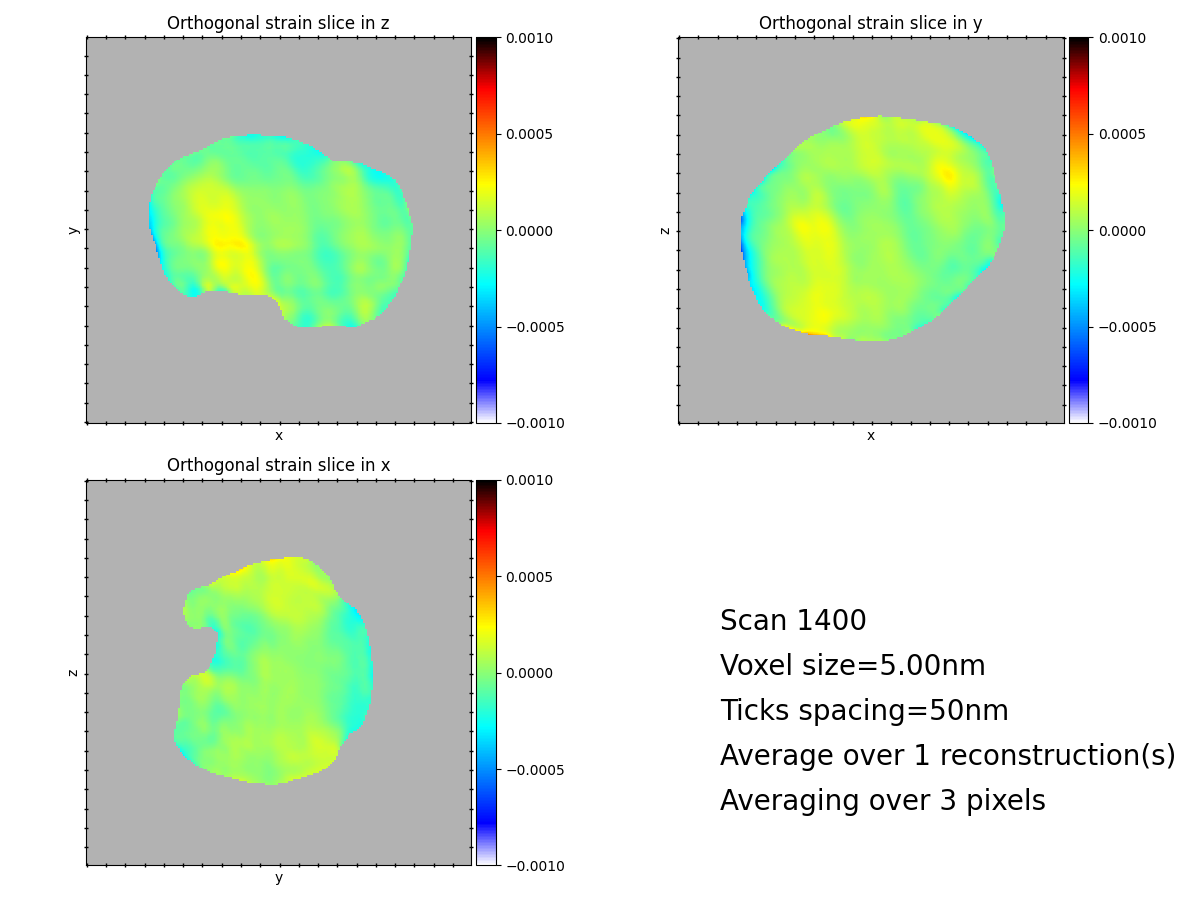 Orthogonal strain slice in z
0.0010
0.0005
0.0000
−0.0005
−0.0010
y
x
Orthogonal strain slice in y
0.0010
0.0005
0.0000
−0.0005
−0.0010
z
x
Orthogonal strain slice in x
0.0010
0.0005
0.0000
−0.0005
−0.0010
z
y
Scan 1400
Voxel size=5.00nm
Ticks spacing=50nm
Average over 1 reconstruction(s)
Averaging over 3 pixels